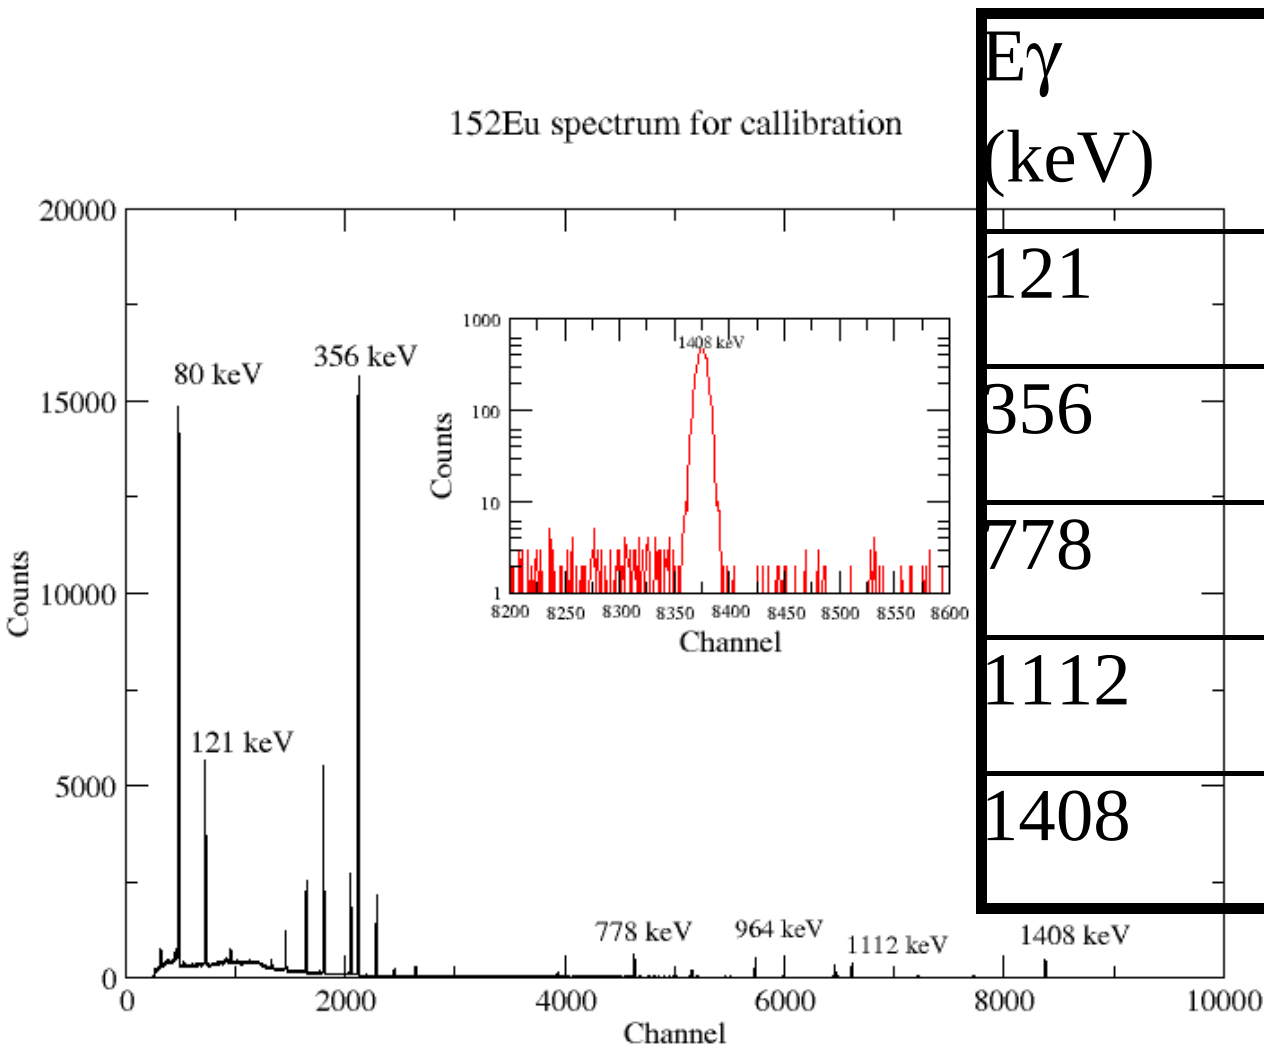 152Eu spectrum for callibration
Eγ
(keV)
121
356
778
1112
1408
20000
15000
10000
5000
0
Counts
80 keV
356 keV
121 keV
778 keV
964 keV
1112 keV
1408 keV
1000
100
10
1
Counts
1408 keV
8200 8250 8300 8350 8400 8450 8500 8550 8600
Channel
0 2000 4000 6000 8000 10000
Channel